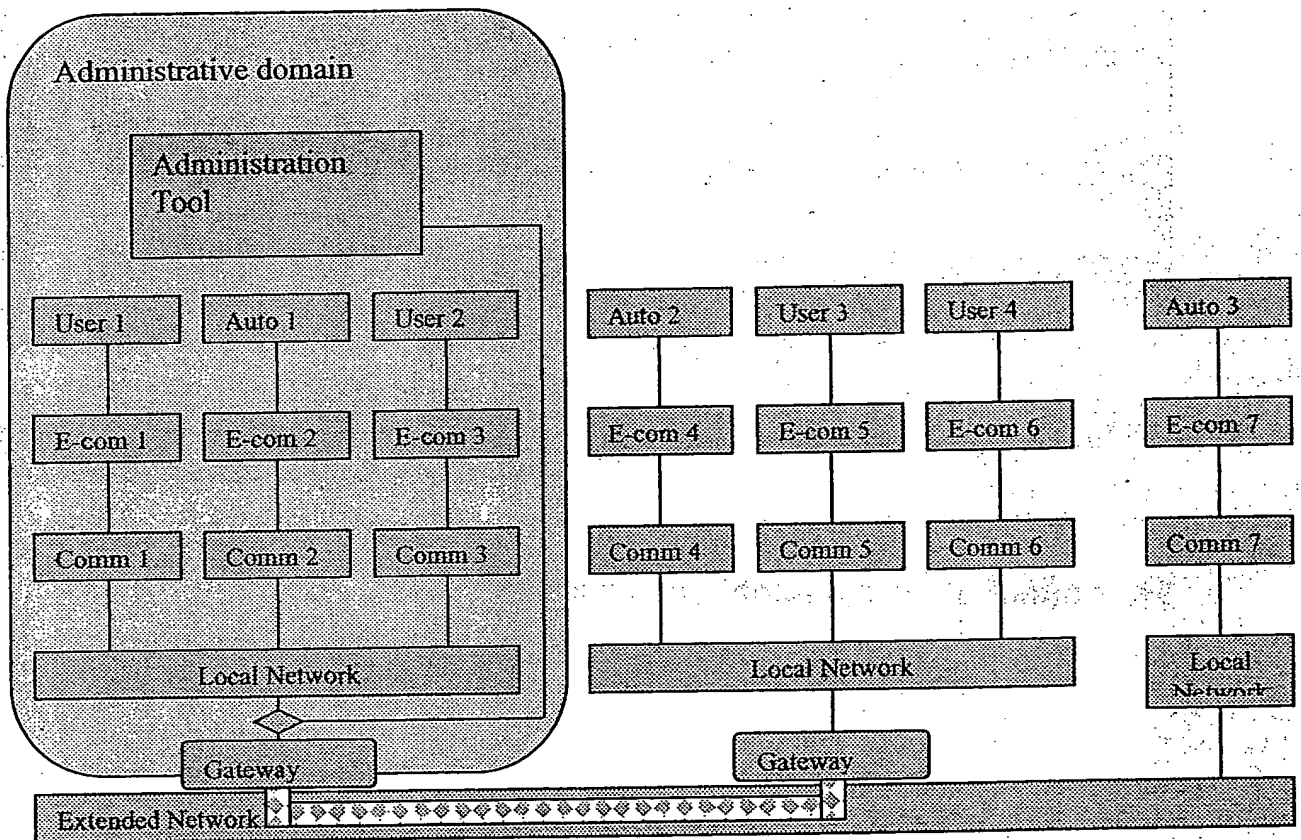 Administrative domain
Administration
Tool
User 1
Auto 1
User 2
Auto 2
User 3
User 4
Auto 3
E-com 1
E-com 2
E-com 3
E-com 4
E-com 5
E-com 6
E-com 7
Comm 1
Comm 2
Comm 3
Comm 4
Comm 5
Comm 6
Comm 7
Local Network
Local Network
Local
Network
Gateway
Gateway
Extended Network